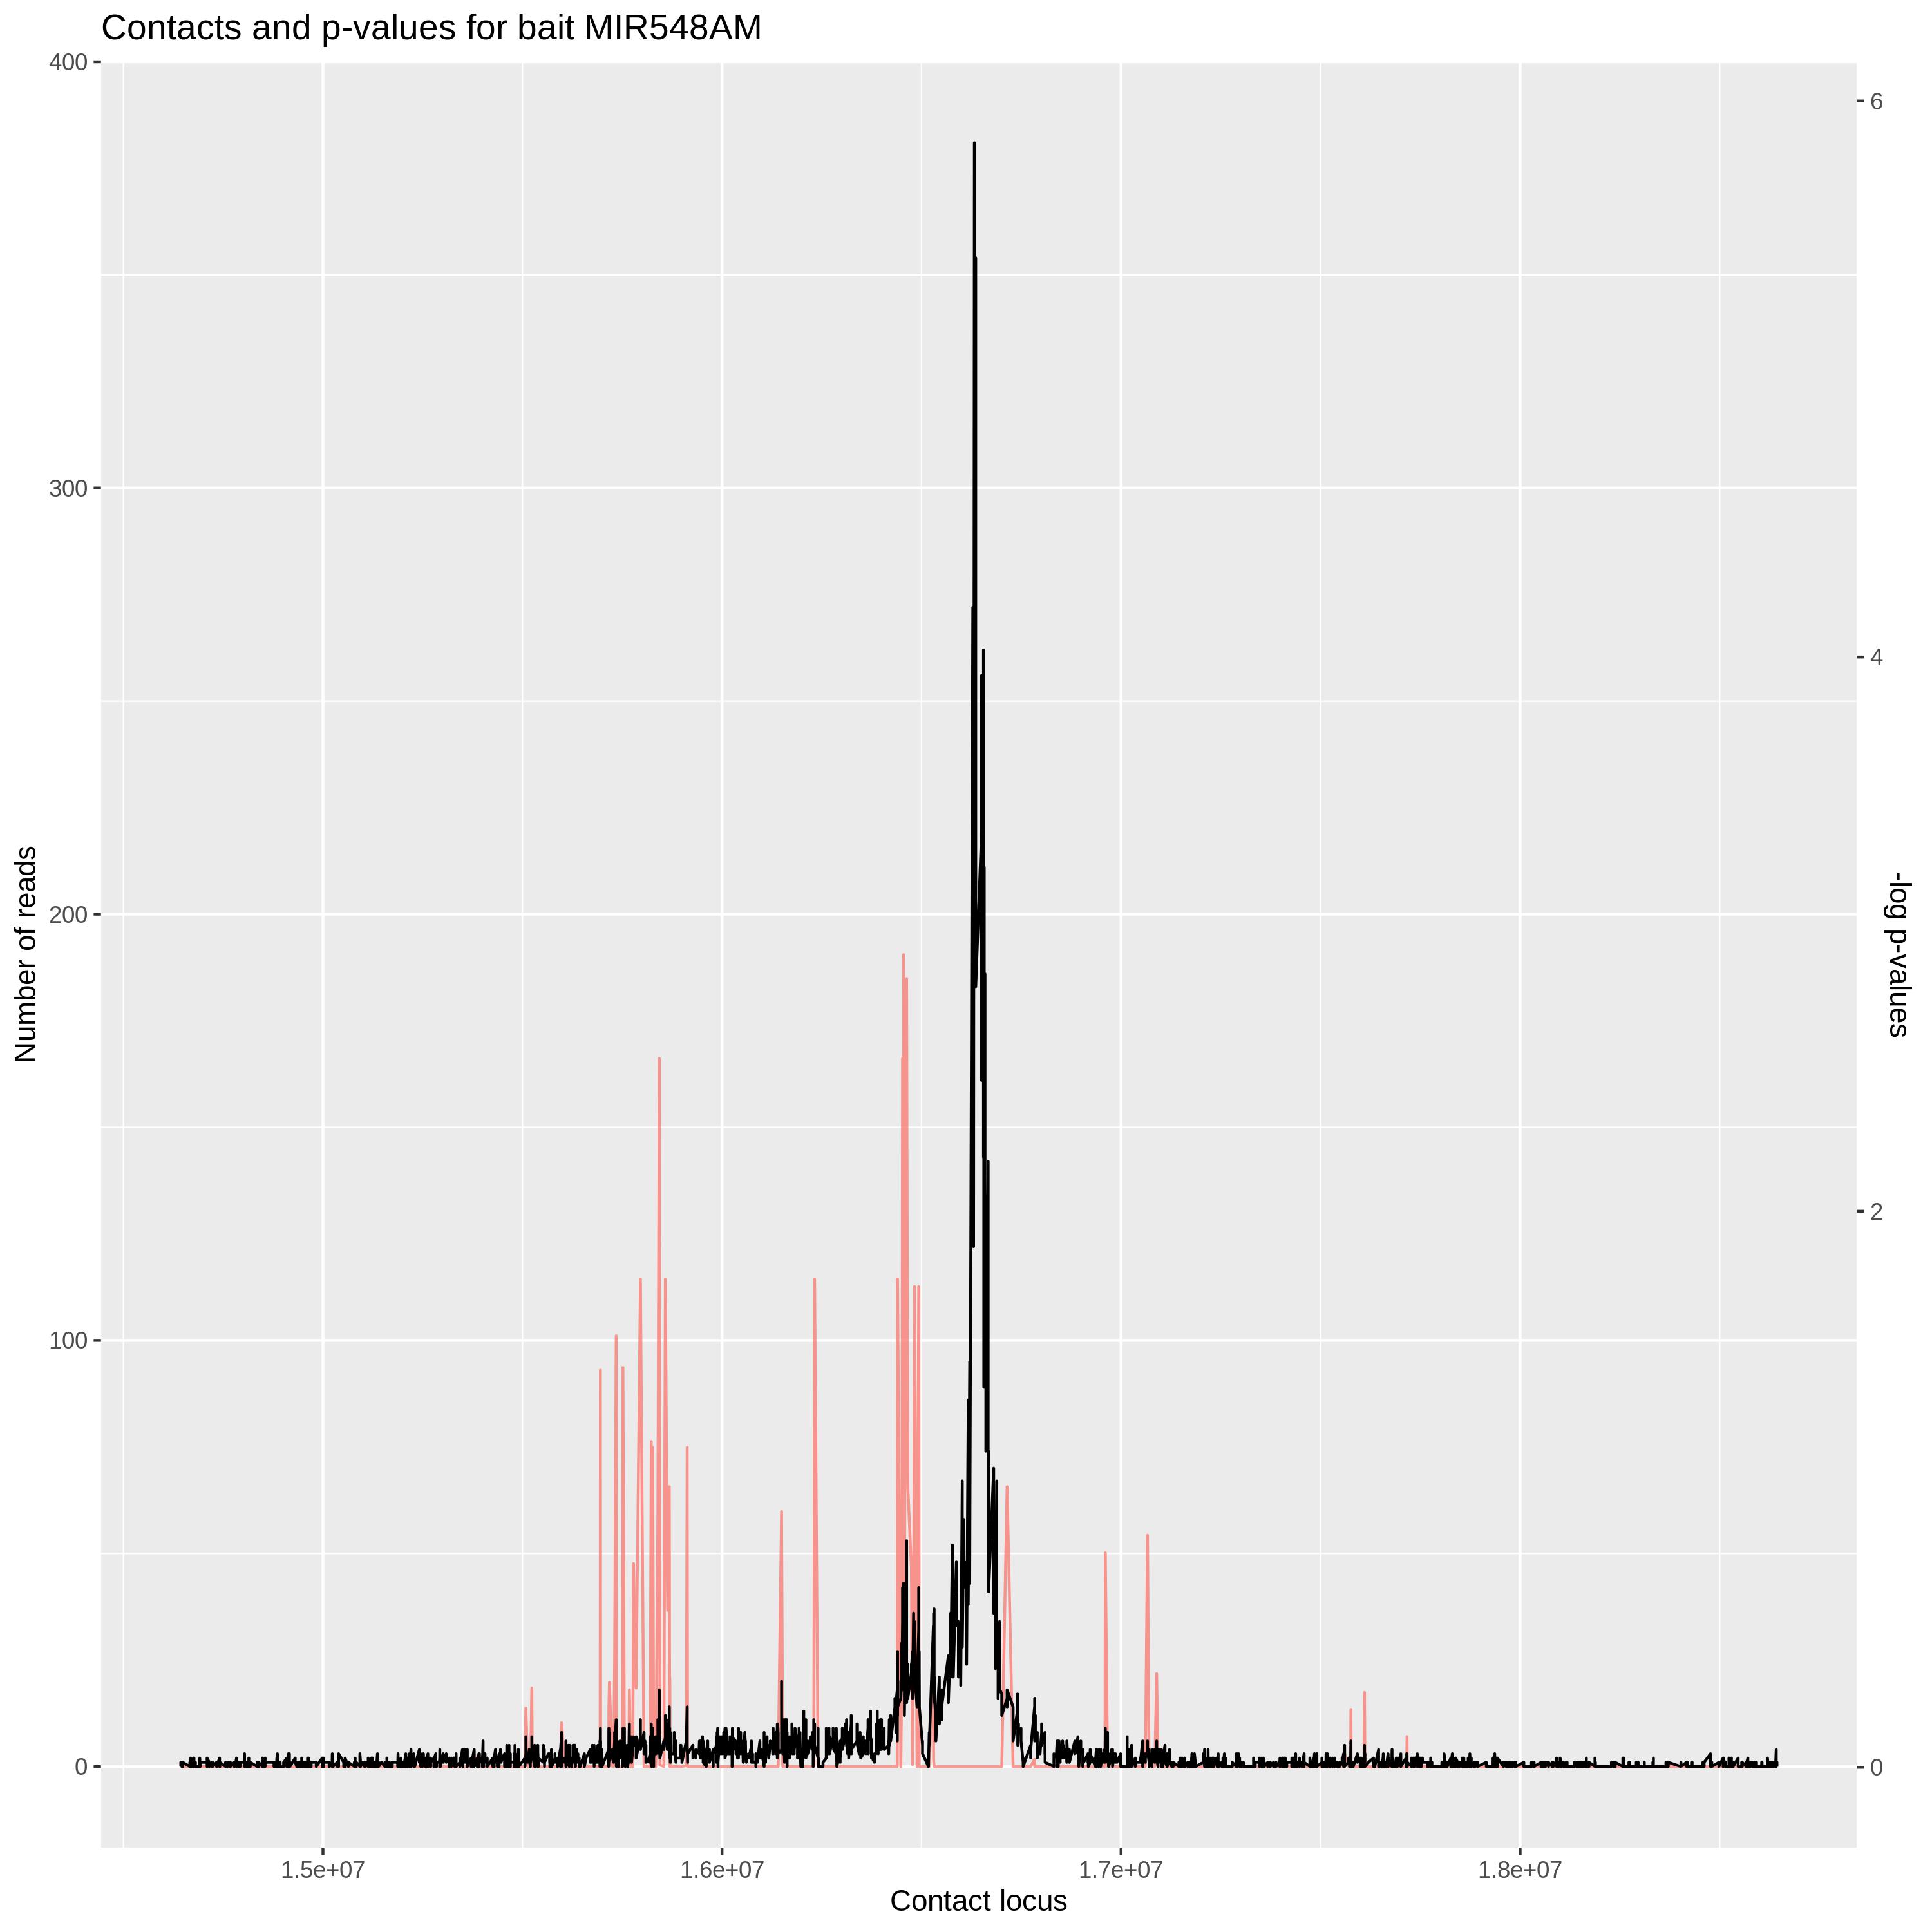 Contacts and p-values for bait MIR548AM
400
300
200
100
0
6
4
2
0
Number of reads
-log p-values
1.5e+07 1.6e+07 1.7e+07 1.8e+07
Contact locus